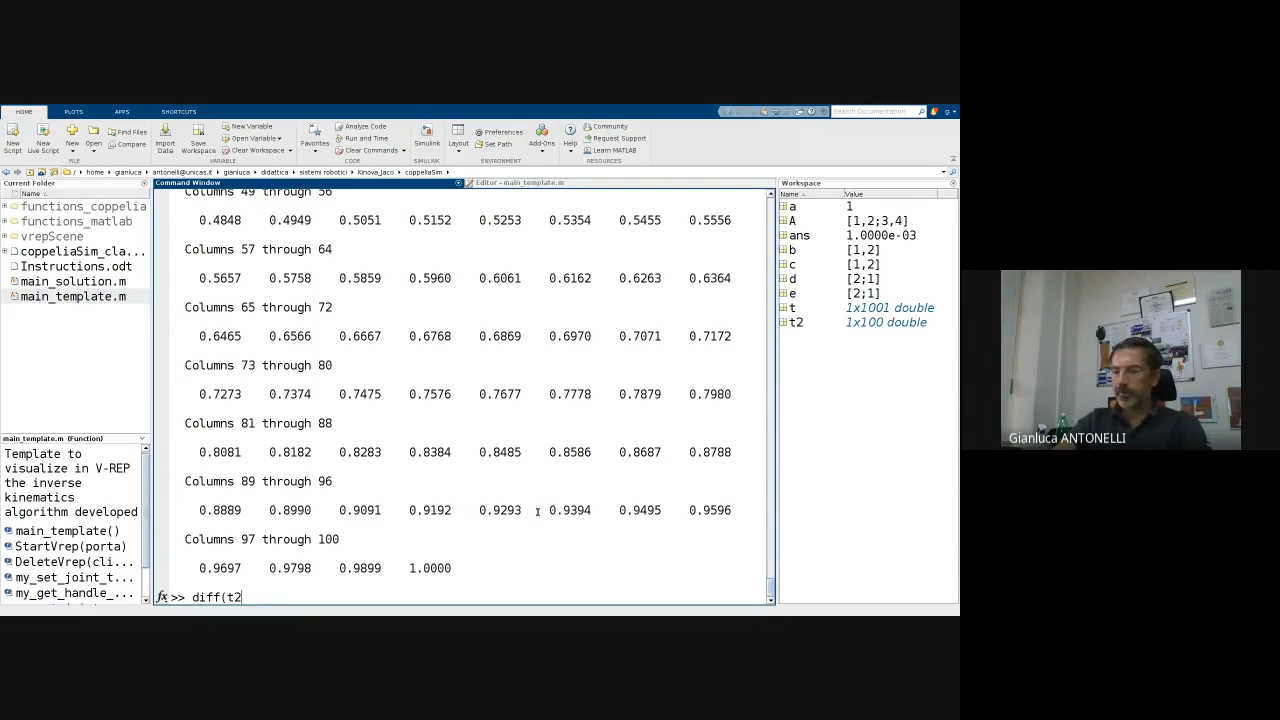 HOME PLOTS APPS SHORTCUTS Search Documentation g
New Script
New Live Script
New
Open
Find Files
Compare
Import Data
Save Workspace
New Variable
Open Variable
Clear Workspace
Favorites
Analyze Code
Run and Time
Clear Commands
Simulink
Layout
Preferences
Set Path
Add-Ons
Help
Community
Request Support
Learn MATLAB
FILE VARIABLE CODE SIMULINK ENVIRONMENT RESOURCES
/ home gianluca antonelli@unicas.it gianluca didattica sistemi robotici Kinova_Jaco coppeliaSim
Current Folder
Name
functions_coppelia
functions_matlab
vrepScene
coppeliaSim_cla...
Instructions.odt
main_solution.m
main_template.m
main_template.m (Function)
Template to
visualize in V-REP
the inverse
kinematics
algorithm developed
main_template()
StartVrep(porta)
DeleteVrep(cli...
my_set_joint_t...
my_get_handle_...
Command Window
Editor - main_template.m
Columns 49 through 56
0.4848 0.4949 0.5051 0.5152 0.5253 0.5354 0.5455 0.5556
Columns 57 through 64
0.5657 0.5758 0.5859 0.5960 0.6061 0.6162 0.6263 0.6364
Columns 65 through 72
0.6465 0.6566 0.6667 0.6768 0.6869 0.6970 0.7071 0.7172
Columns 73 through 80
0.7273 0.7374 0.7475 0.7576 0.7677 0.7778 0.7879 0.7980
Columns 81 through 88
0.8081 0.8182 0.8283 0.8384 0.8485 0.8586 0.8687 0.8788
Columns 89 through 96
0.8889 0.8990 0.9091 0.9192 0.9293 0.9394 0.9495 0.9596
Columns 97 through 100
0.9697 0.9798 0.9899 1.0000
fx >> diff(t2
Workspace
Name Value
a 1
A [1,2;3,4]
ans 1.0000e-03
b [1,2]
c [1,2]
d [2;1]
e [2;1]
t 1x1001 double
t2 1x100 double
Gianluca ANTONELLI